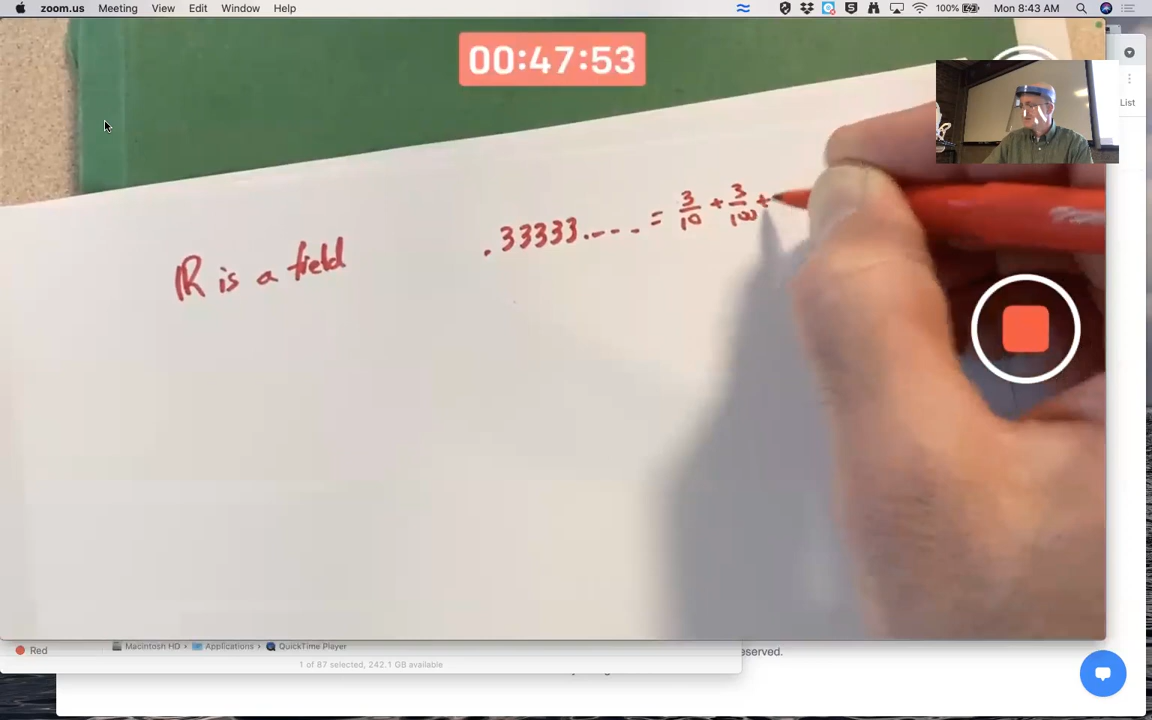 zoom.us Meeting View Edit Window Help 100% Mon 8:43 AM
00:47:53
List
.33333.... = 3/10 + 3/100 +
ℝ is a field
Red
Macintosh HD › Applications › QuickTime Player
1 of 87 selected, 242.1 GB available
eserved.